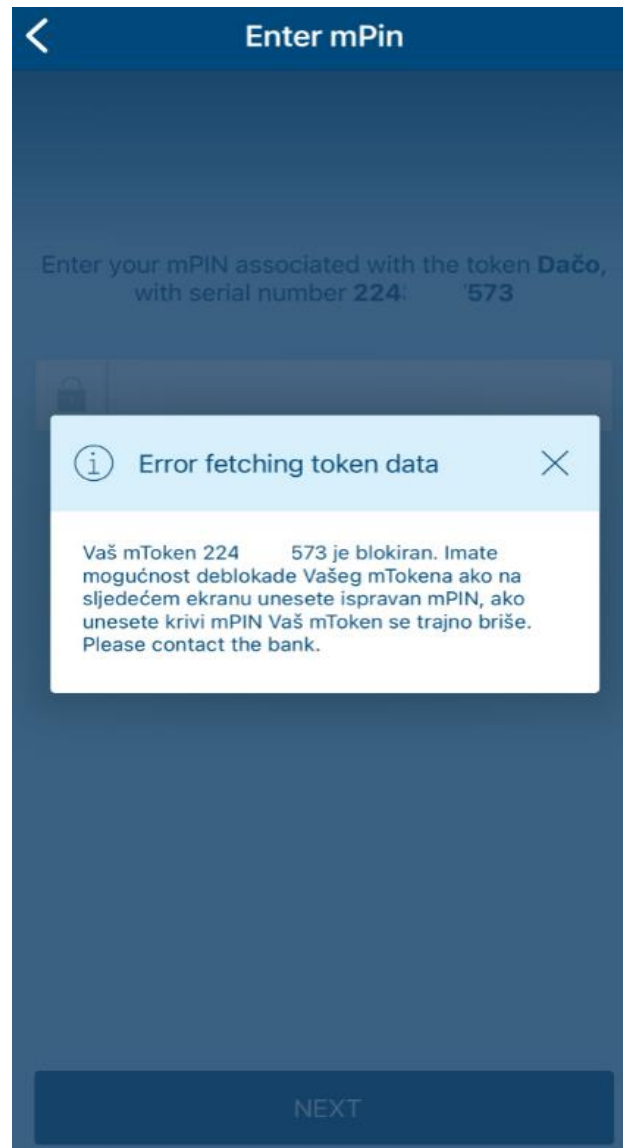 Enter mPin
Enter your mPIN associated with the token Dačo,
with serial number 224 573
Error fetching token data
Vaš mToken 224 573 je blokiran. Imate
mogućnost deblokade Vašeg mTokena ako na
sljedećem ekranu unesete ispravan mPIN, ako
unesete krivi mPIN Vaš mToken se trajno briše.
Please contact the bank.
NEXT